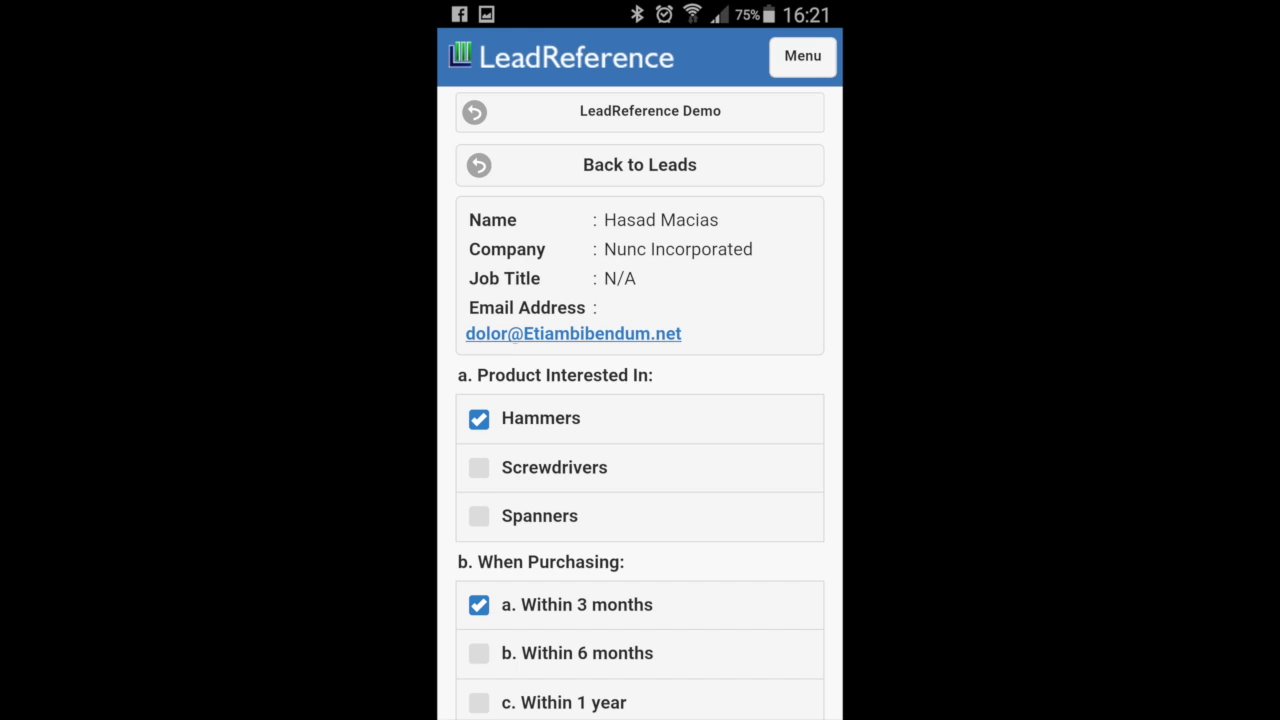 75% 16:21
LeadReference Menu
LeadReference Demo
Back to Leads
Name : Hasad Macias
Company : Nunc Incorporated
Job Title : N/A
Email Address :
dolor@Etiambibendum.net
a. Product Interested In:
Hammers
Screwdrivers
Spanners
b. When Purchasing:
a. Within 3 months
b. Within 6 months
c. Within 1 year